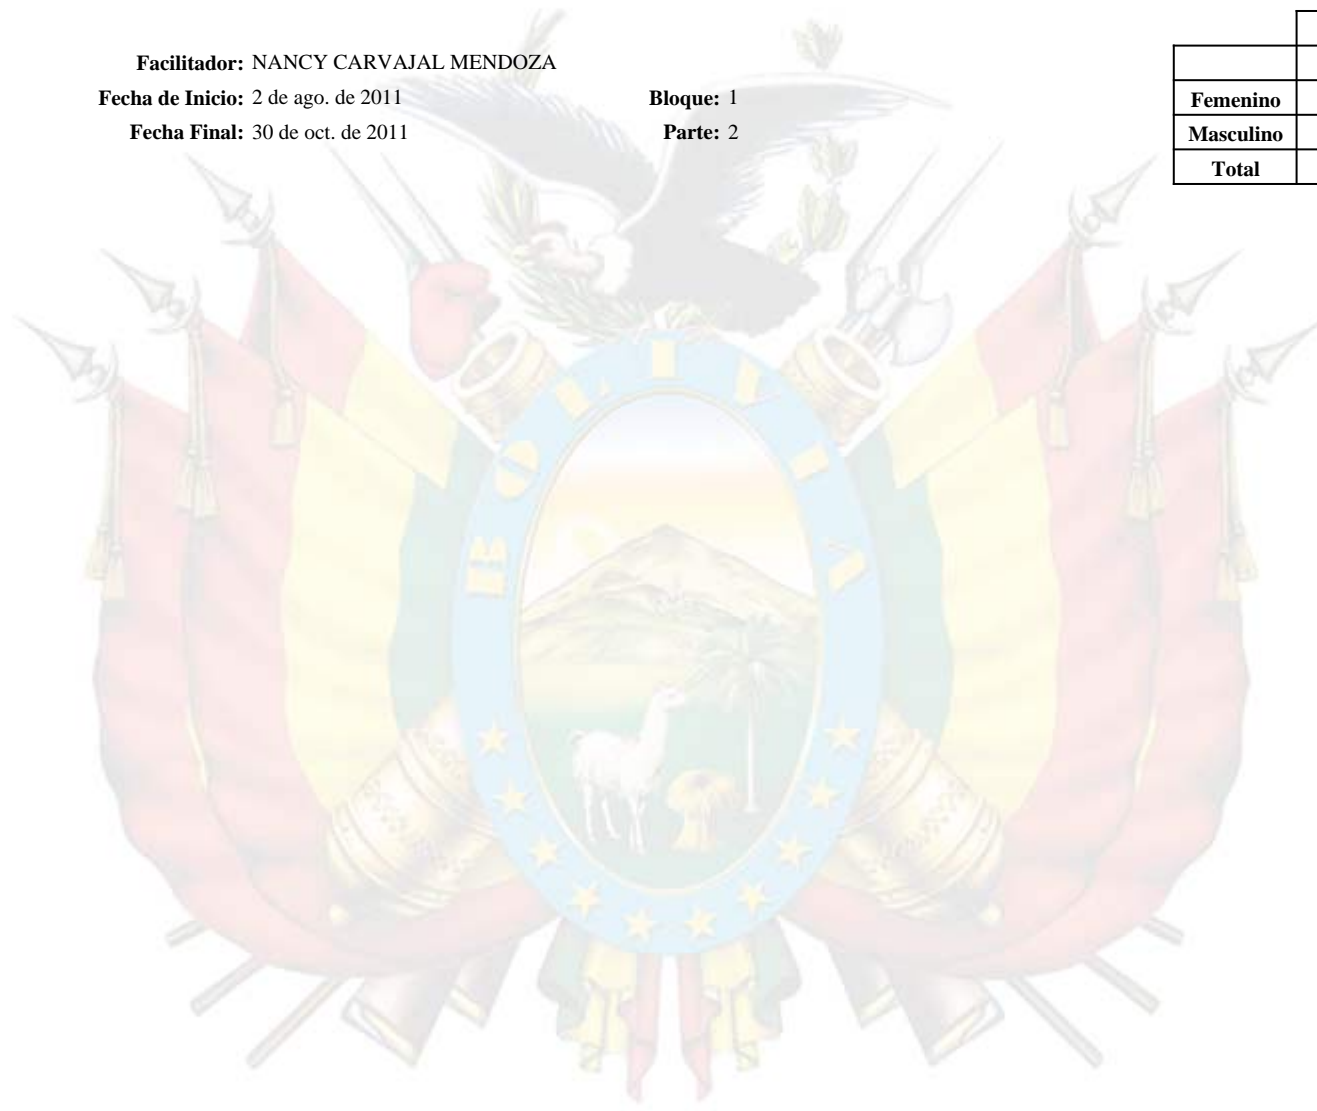 Facilitador: NANCY CARVAJAL MENDOZA
Fecha de Inicio: 2 de ago. de 2011 Bloque: 1
Fecha Final: 30 de oct. de 2011 Parte: 2
Femenino
Masculino
Total
BOLIVIA